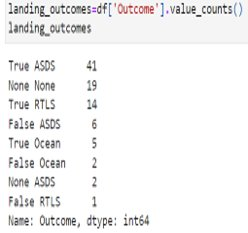 landing_outcomes=df['Outcome'].value_counts()
landing_outcomes
True ASDS 41
None None 19
True RTLS 14
False ASDS 6
True Ocean 5
False Ocean 2
None ASDS 2
False RTLS 1
Name: Outcome, dtype: int64